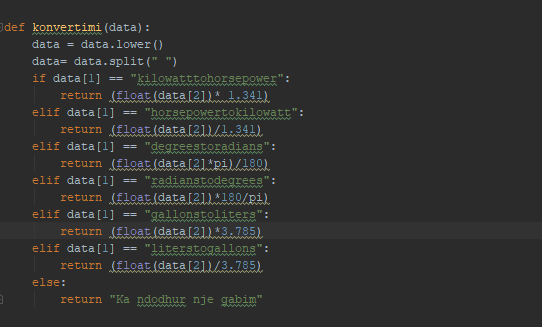 def konvertimi(data):
    data = data.lower()
    data= data.split(" ")
    if data[1] == "kilowatttohorsepower":
        return (float(data[2])* 1.341)
    elif data[1] == "horsepowertokilowatt":
        return (float(data[2])/1.341)
    elif data[1] == "degreestoradians":
        return (float(data[2]*pi)/180)
    elif data[1] == "radianstodegrees":
        return (float(data[2])*180/pi)
    elif data[1] == "gallonstoliters":
        return (float(data[2])*3.785)
    elif data[1] == "literstogallons":
        return (float(data[2])/3.785)
    else:
        return "Ka ndodhur nje gabim"